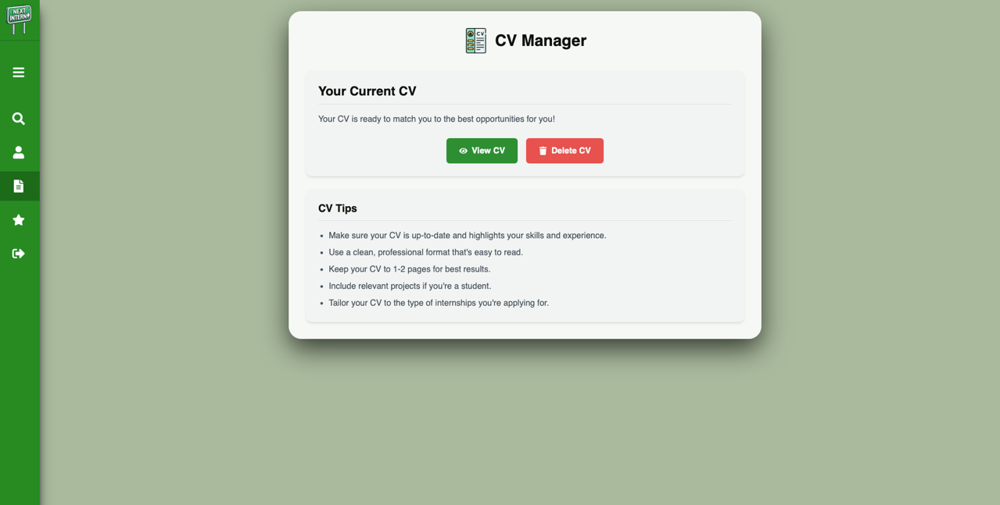 NEXT
INTERN
CV
CV Manager
Your Current CV
Your CV is ready to match you to the best opportunities for you!
View CV
Delete CV
CV Tips
Make sure your CV is up-to-date and highlights your skills and experience.
Use a clean, professional format that's easy to read.
Keep your CV to 1-2 pages for best results.
Include relevant projects if you're a student.
Tailor your CV to the type of internships you're applying for.